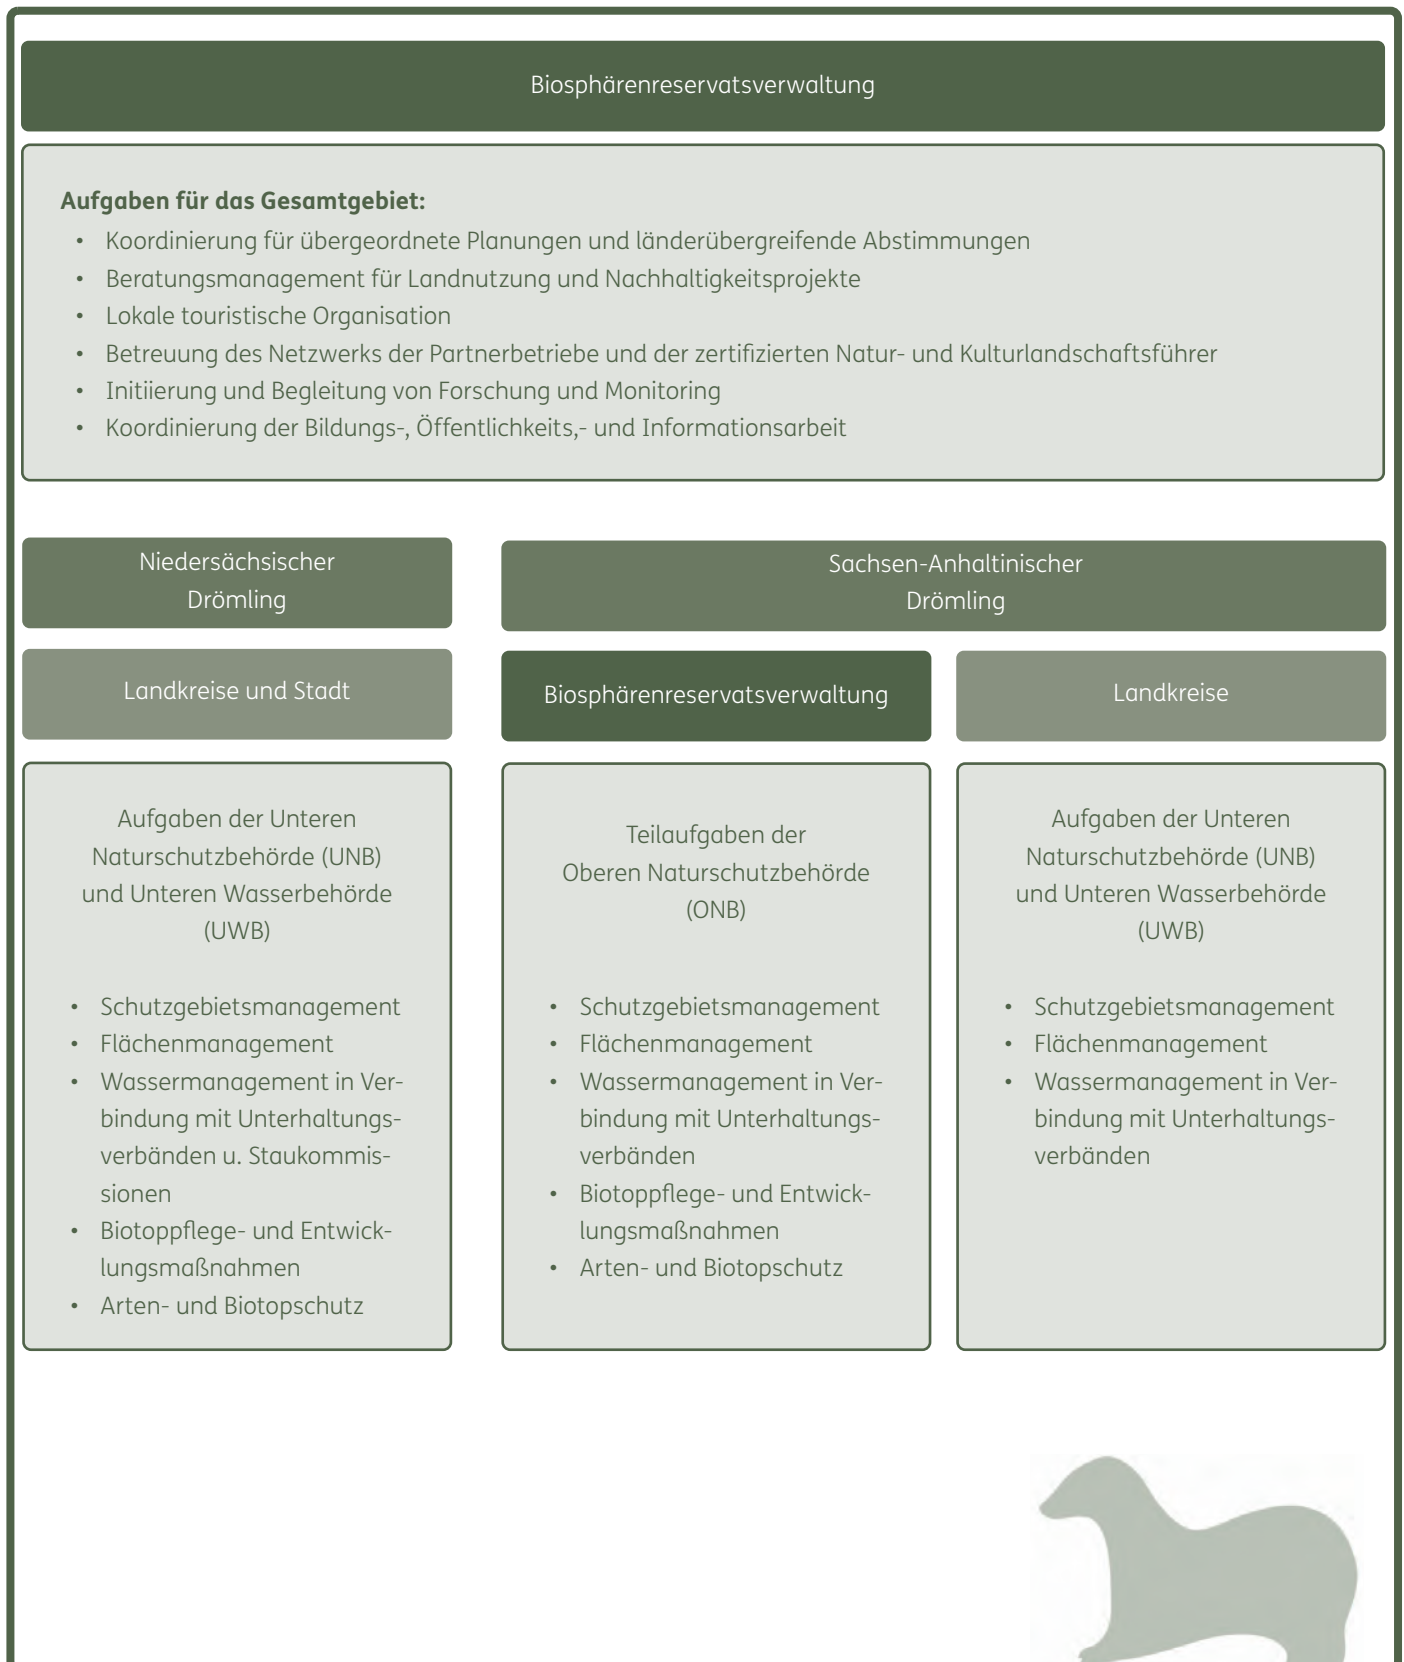 Biosphärenreservatsverwaltung
Aufgaben für das Gesamtgebiet:
• Koordinierung für übergeordnete Planungen und länderübergreifende Abstimmungen
• Beratungsmanagement für Landnutzung und Nachhaltigkeitsprojekte
• Lokale touristische Organisation
• Betreuung des Netzwerks der Partnerbetriebe und der zertifizierten Natur- und Kulturlandschaftsführer
• Initiierung und Begleitung von Forschung und Monitoring
• Koordinierung der Bildungs-, Öffentlichkeits,- und Informationsarbeit
Niedersächsischer
Drömling
Landkreise und Stadt
Aufgaben der Unteren
Naturschutzbehörde (UNB)
und Unteren Wasserbehörde
(UWB)
• Schutzgebietsmanagement
• Flächenmanagement
• Wassermanagement in Ver-
bindung mit Unterhaltungs-
verbänden u. Staukommis-
sionen
• Biotoppflege- und Entwick-
lungsmaßnahmen
• Arten- und Biotopschutz
Sachsen-Anhaltinischer
Drömling
Biosphärenreservatsverwaltung
Teilaufgaben der
Oberen Naturschutzbehörde
(ONB)
• Schutzgebietsmanagement
• Flächenmanagement
• Wassermanagement in Ver-
bindung mit Unterhaltungs-
verbänden
• Biotoppflege- und Entwick-
lungsmaßnahmen
• Arten- und Biotopschutz
Landkreise
Aufgaben der Unteren
Naturschutzbehörde (UNB)
und Unteren Wasserbehörde
(UWB)
• Schutzgebietsmanagement
• Flächenmanagement
• Wassermanagement in Ver-
bindung mit Unterhaltungs-
verbänden